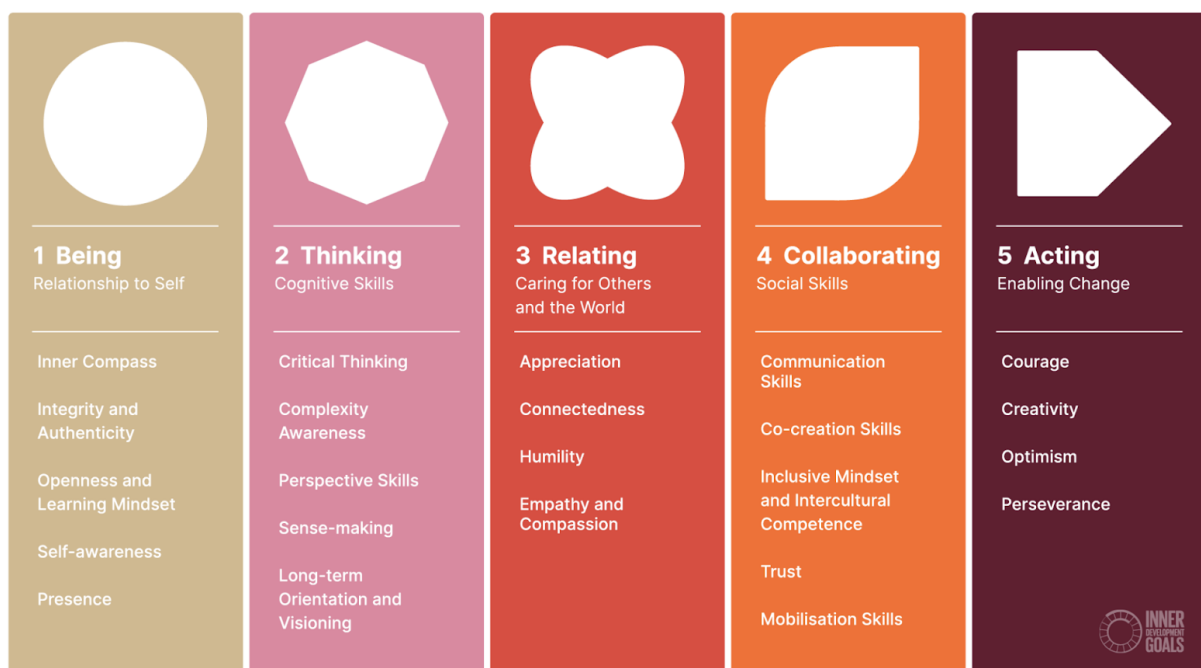 1 Being
Relationship to Self
Inner Compass
Integrity and
Authenticity
Openness and
Learning Mindset
Self-awareness
Presence
2 Thinking
Cognitive Skills
Critical Thinking
Complexity
Awareness
Perspective Skills
Sense-making
Long-term
Orientation and
Visioning
3 Relating
Caring for Others
and the World
Appreciation
Connectedness
Humility
Empathy and
Compassion
4 Collaborating
Social Skills
Communication
Skills
Co-creation Skills
Inclusive Mindset
and Intercultural
Competence
Trust
Mobilisation Skills
5 Acting
Enabling Change
Courage
Creativity
Optimism
Perseverance
INNER
DEVELOPMENT
GOALS